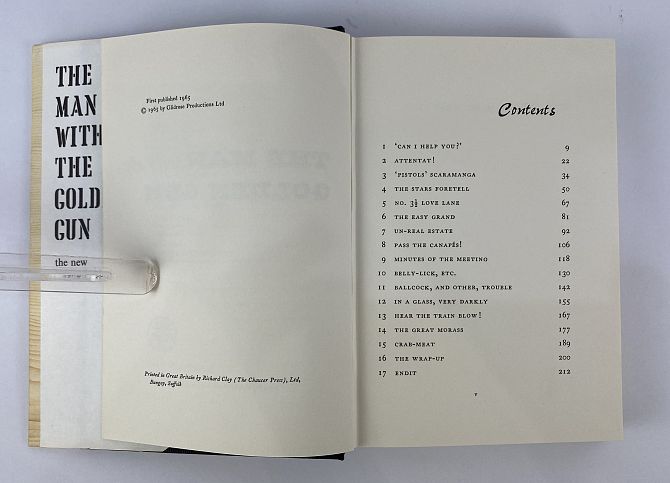 THE
MAN
WITH
THE
GOLD
GUN
the new
First published 1965
© 1965 by Glidrose Productions Ltd
Printed in Great Britain by Richard Clay (The Chaucer Press), Ltd,
Bungay, Suffolk
Contents
1 'CAN I HELP YOU?' 9
2 ATTENTAT! 22
3 'PISTOLS' SCARAMANGA 34
4 THE STARS FORETELL 50
5 NO. 3½ LOVE LANE 67
6 THE EASY GRAND 81
7 UN-REAL ESTATE 92
8 PASS THE CANAPÉS! 106
9 MINUTES OF THE MEETING 118
10 BELLY-LICK, ETC. 130
11 BALLCOCK, AND OTHER, TROUBLE 142
12 IN A GLASS, VERY DARKLY 155
13 HEAR THE TRAIN BLOW! 167
14 THE GREAT MORASS 177
15 CRAB-MEAT 189
16 THE WRAP-UP 200
17 ENDIT 212
v